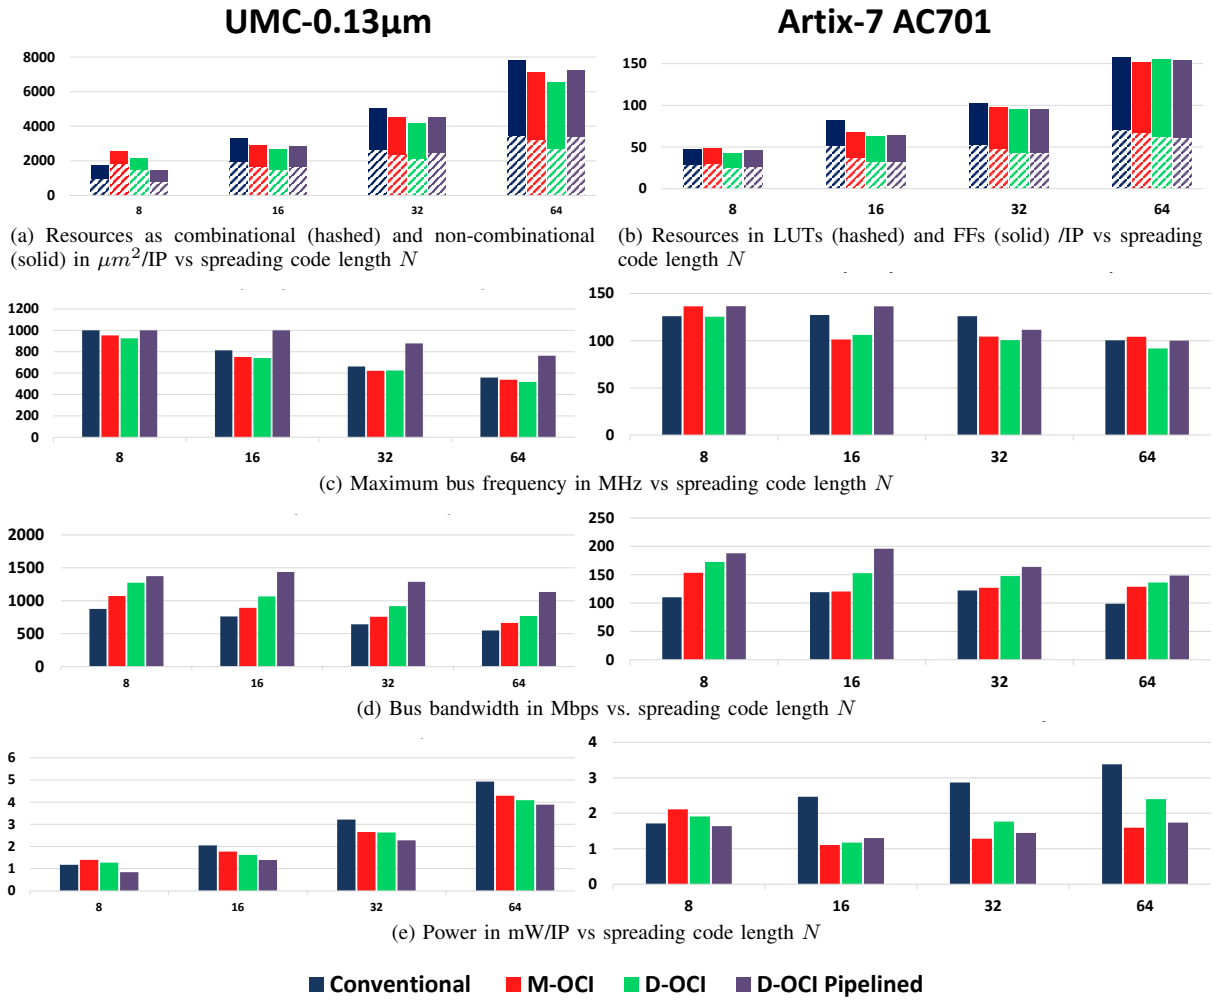 UMC-0.13μm
Artix-7 AC701
8000
6000
4000
2000
0
8 16 32 64
150
100
50
0
8 16 32 64
(a) Resources as combinational (hashed) and non-combinational
(solid) in μm²/IP vs spreading code length N
(b) Resources in LUTs (hashed) and FFs (solid) /IP vs spreading
code length N
1200
1000
800
600
400
200
0
8 16 32 64
150
100
50
0
8 16 32 64
(c) Maximum bus frequency in MHz vs spreading code length N
2000
1500
1000
500
0
8 16 32 64
250
200
150
100
50
0
8 16 32 64
(d) Bus bandwidth in Mbps vs. spreading code length N
6
5
4
3
2
1
0
8 16 32 64
4
3
2
1
0
8 16 32 64
(e) Power in mW/IP vs spreading code length N
Conventional M-OCI D-OCI D-OCI Pipelined